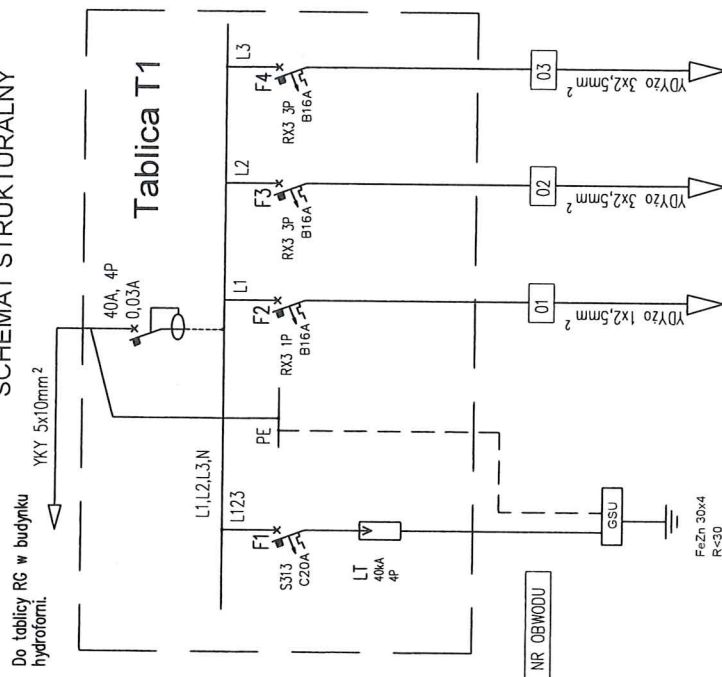 SCHEMAT STRUKTURALNY
Do tablicy RG w budynku
hydroforni.
YKY 5x10mm²
Tablica T1
40A, 4P
0,03A
L1,L2,L3,N
L123
L1
L2
L3
PE
F1
S313
C20A
F2
RX3 1P
B16A
F3
RX3 3P
B16A
F4
RX3 3P
B16A
LT
40kA
4P
GSU
FeZn 30x4
R<30
NR OBWODU
01
02
03
YDYżo 1x2,5mm²
YDYżo 3x2,5mm²
YDYżo 3x2,5mm²